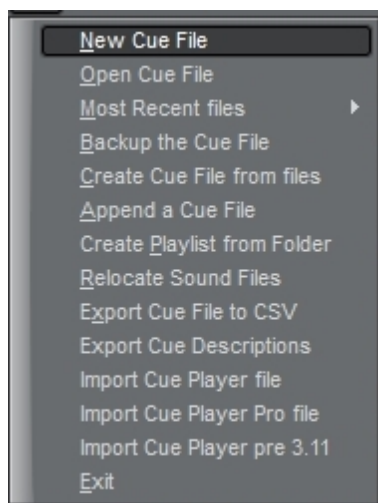 New Cue File
Open Cue File
Most Recent files
Backup the Cue File
Create Cue File from files
Append a Cue File
Create Playlist from Folder
Relocate Sound Files
Export Cue File to CSV
Export Cue Descriptions
Import Cue Player file
Import Cue Player Pro file
Import Cue Player pre 3.11
Exit